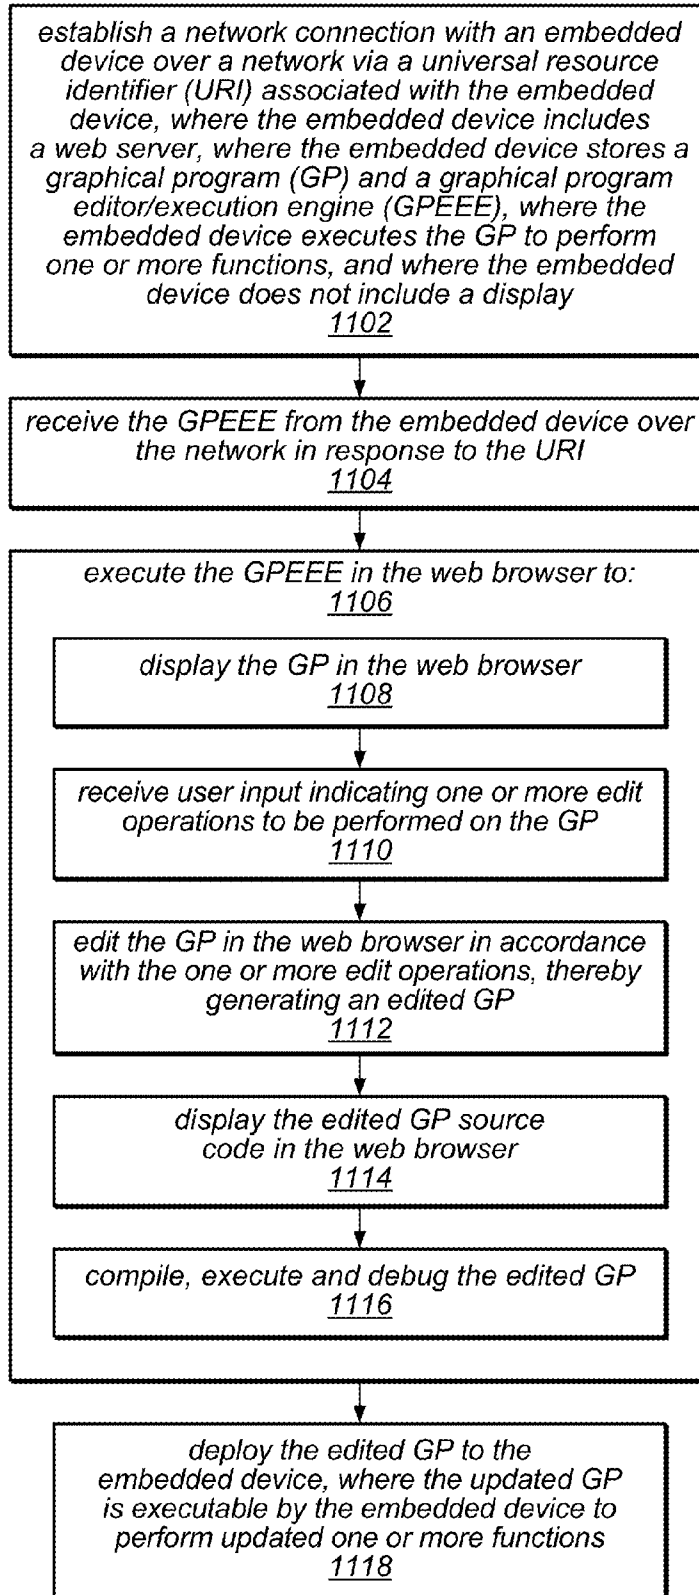 establish a network connection with an embedded
device over a network via a universal resource
identifier (URI) associated with the embedded
device, where the embedded device includes
a web server, where the embedded device stores a
graphical program (GP) and a graphical program
editor/execution engine (GPEEE), where the
embedded device executes the GP to perform
one or more functions, and where the embedded
device does not include a display
1102
receive the GPEEE from the embedded device over
the network in response to the URI
1104
execute the GPEEE in the web browser to:
1106
display the GP in the web browser
1108
receive user input indicating one or more edit
operations to be performed on the GP
1110
edit the GP in the web browser in accordance
with the one or more edit operations, thereby
generating an edited GP
1112
display the edited GP source
code in the web browser
1114
compile, execute and debug the edited GP
1116
deploy the edited GP to the
embedded device, where the updated GP
is executable by the embedded device to
perform updated one or more functions
1118